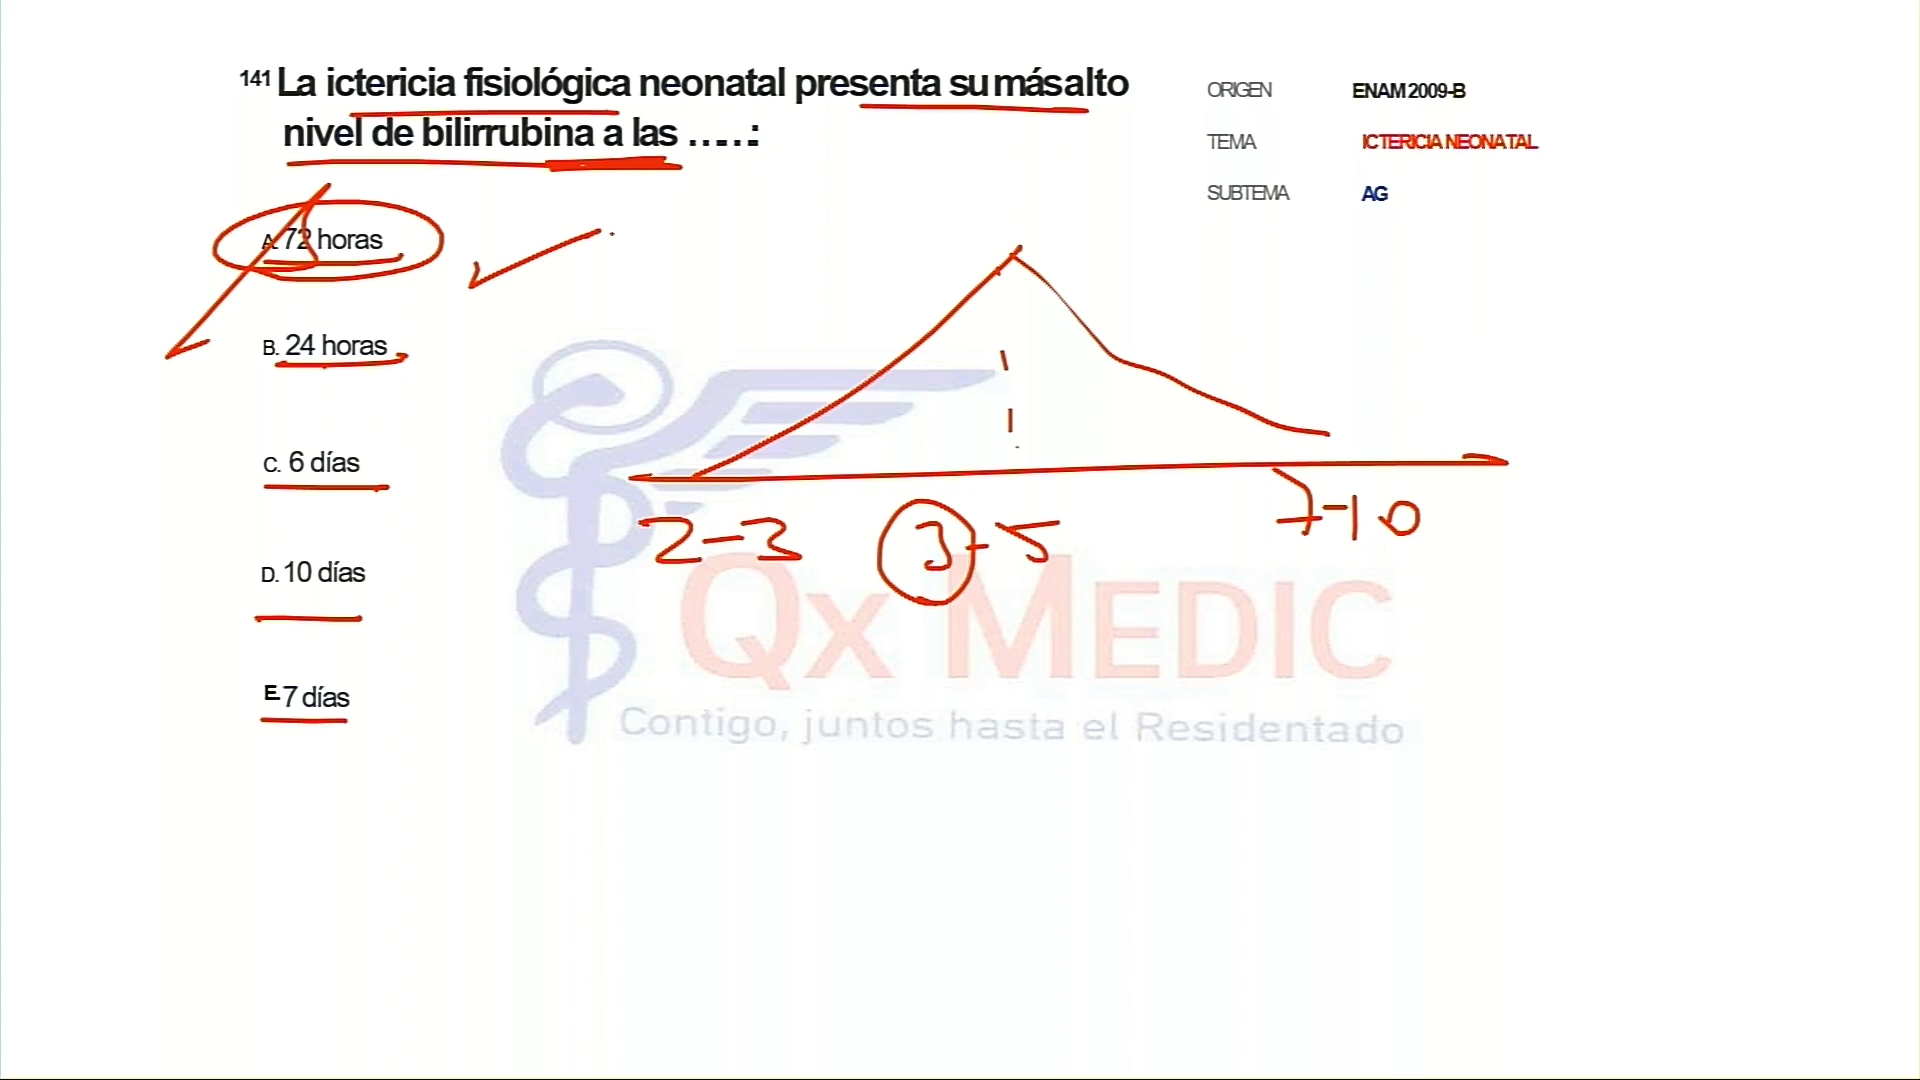 141 La ictericia fisiológica neonatal presenta su más alto
nivel de bilirrubina a las …..:
ORIGEN ENAM 2009-B
TEMA ICTERICIA NEONATAL
SUBTEMA AG
A. 72 horas
B. 24 horas
C. 6 días
D. 10 días
E. 7 días
2-3 3-5 7-10
Qx MEDIC
Contigo, juntos hasta el Residentado